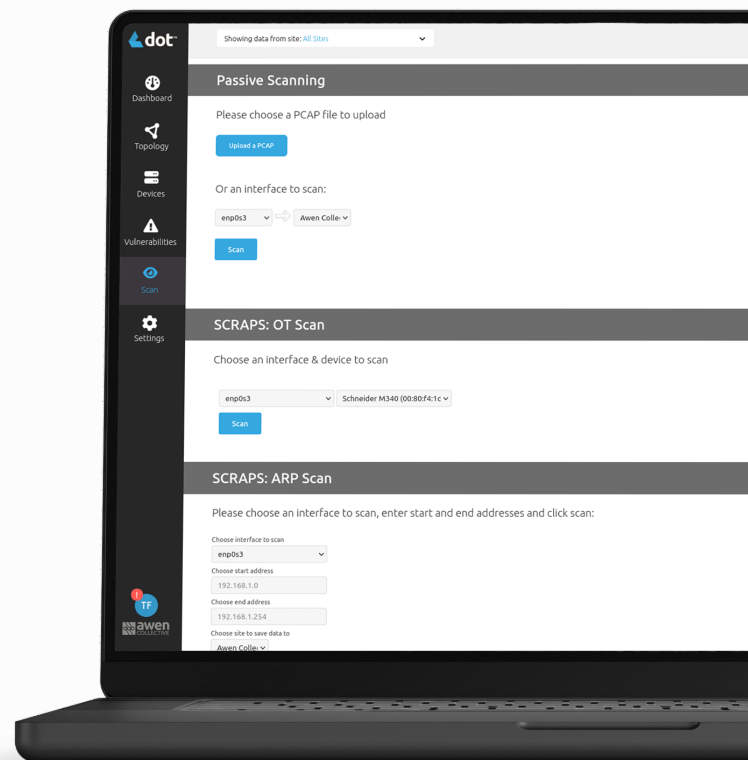 dot
Showing data from site: All Sites
Dashboard
Topology
Devices
Vulnerabilities
Scan
Settings
TF
awen
COLLECTIVE
Passive Scanning
Please choose a PCAP file to upload
Upload a PCAP
Or an interface to scan:
enp0s3
Awen Colle
Scan
SCRAPS: OT Scan
Choose an interface & device to scan
enp0s3
Schneider M340 (00:80:f4:1c
Scan
SCRAPS: ARP Scan
Please choose an interface to scan, enter start and end addresses and click scan:
Choose interface to scan
enp0s3
Choose start address
192.168.1.0
Choose end address
192.168.1.254
Choose site to save data to
Awen Colle